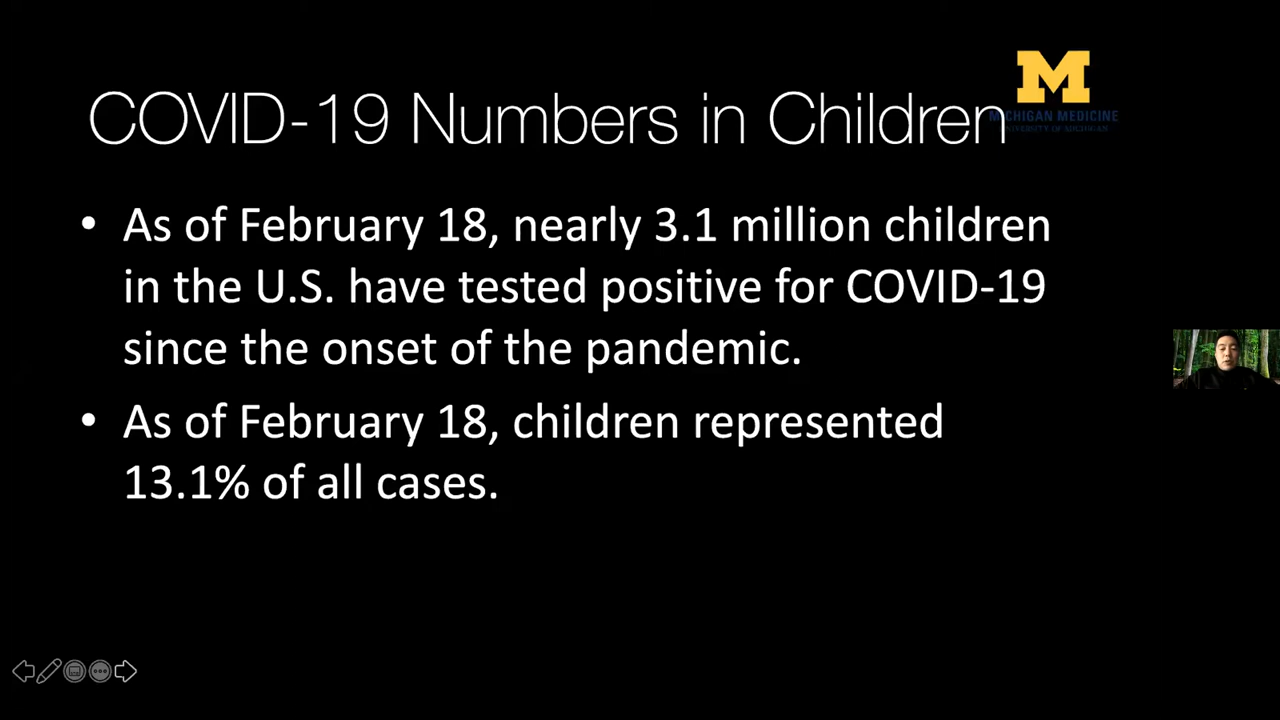 M
COVID-19 Numbers in Children
MICHIGAN MEDICINE
UNIVERSITY OF MICHIGAN
• As of February 18, nearly 3.1 million children
in the U.S. have tested positive for COVID-19
since the onset of the pandemic.
• As of February 18, children represented
13.1% of all cases.